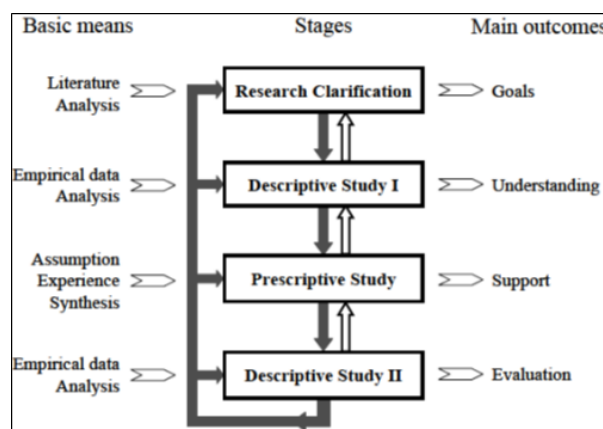 Basic means
Stages
Main outcomes
Literature
Analysis
Research Clarification
Goals
Empirical data
Analysis
Descriptive Study I
Understanding
Assumption
Experience
Synthesis
Prescriptive Study
Support
Empirical data
Analysis
Descriptive Study II
Evaluation